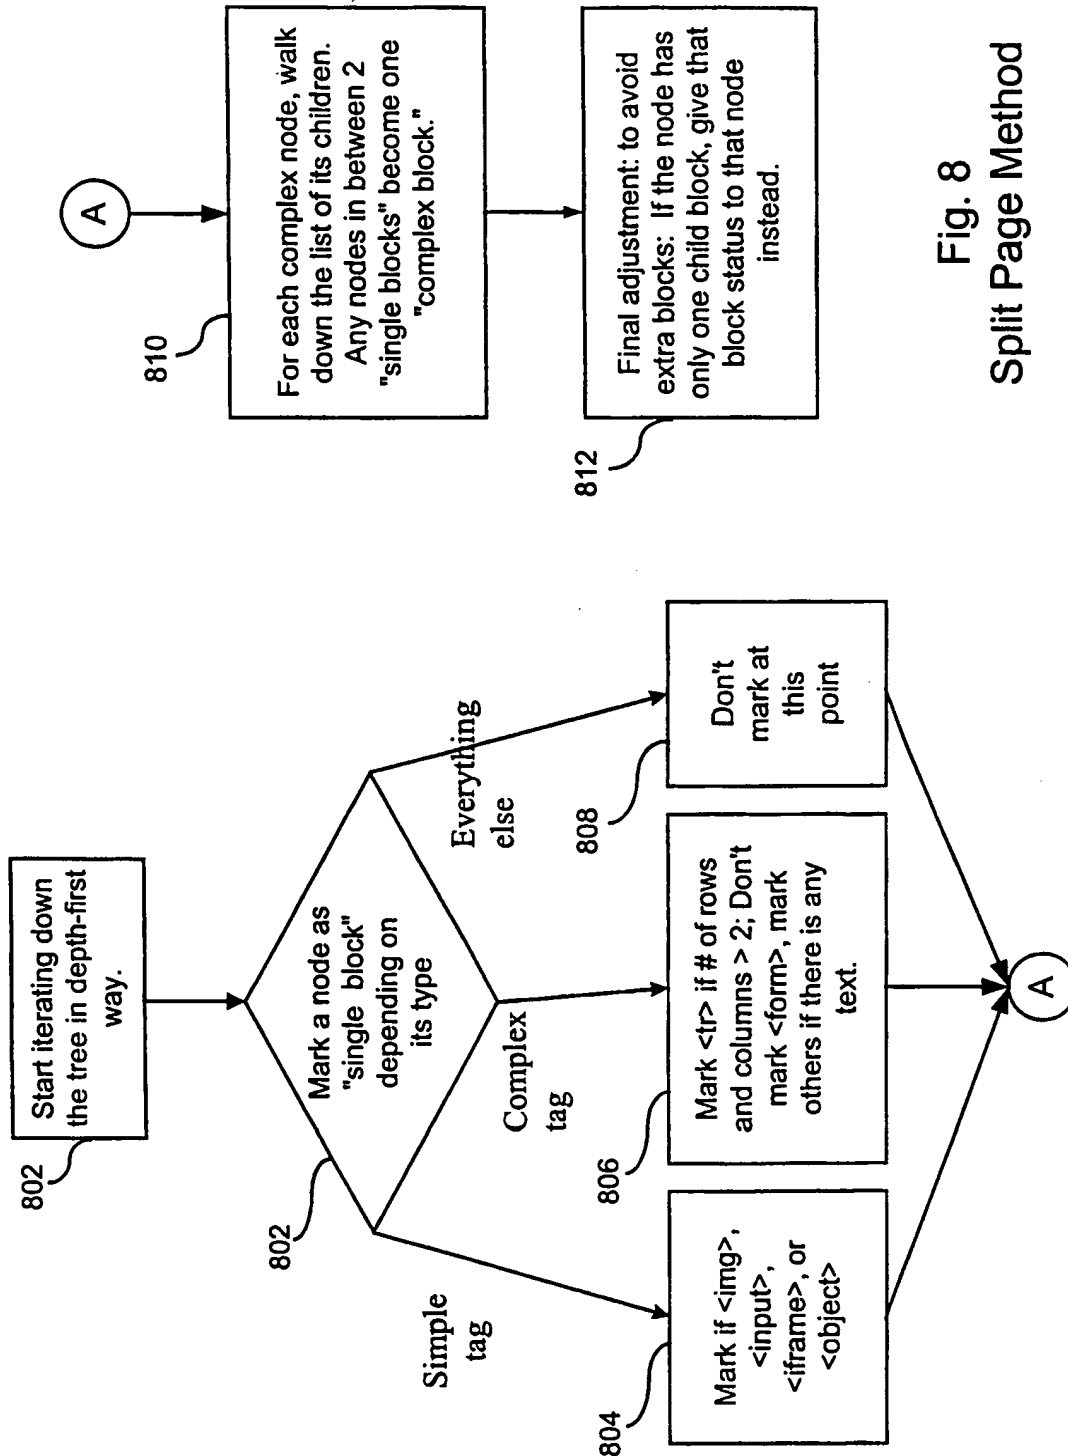 802
Start iterating down
the tree in depth-first
way.
802
Mark a node as
"single block"
depending on
its type
Simple
tag
Complex
tag
Everything
else
804
Mark if <img>,
<input>,
<iframe>, or
<object>
806
Mark <tr> if # of rows
and columns > 2; Don't
mark <form>, mark
others if there is any
text.
808
Don't
mark at
this
point
A
A
810
For each complex node, walk
down the list of its children.
Any nodes in between 2
"single blocks" become one
"complex block."
812
Final adjustment: to avoid
extra blocks: If the node has
only one child block, give that
block status to that node
instead.
Fig. 8
Split Page Method